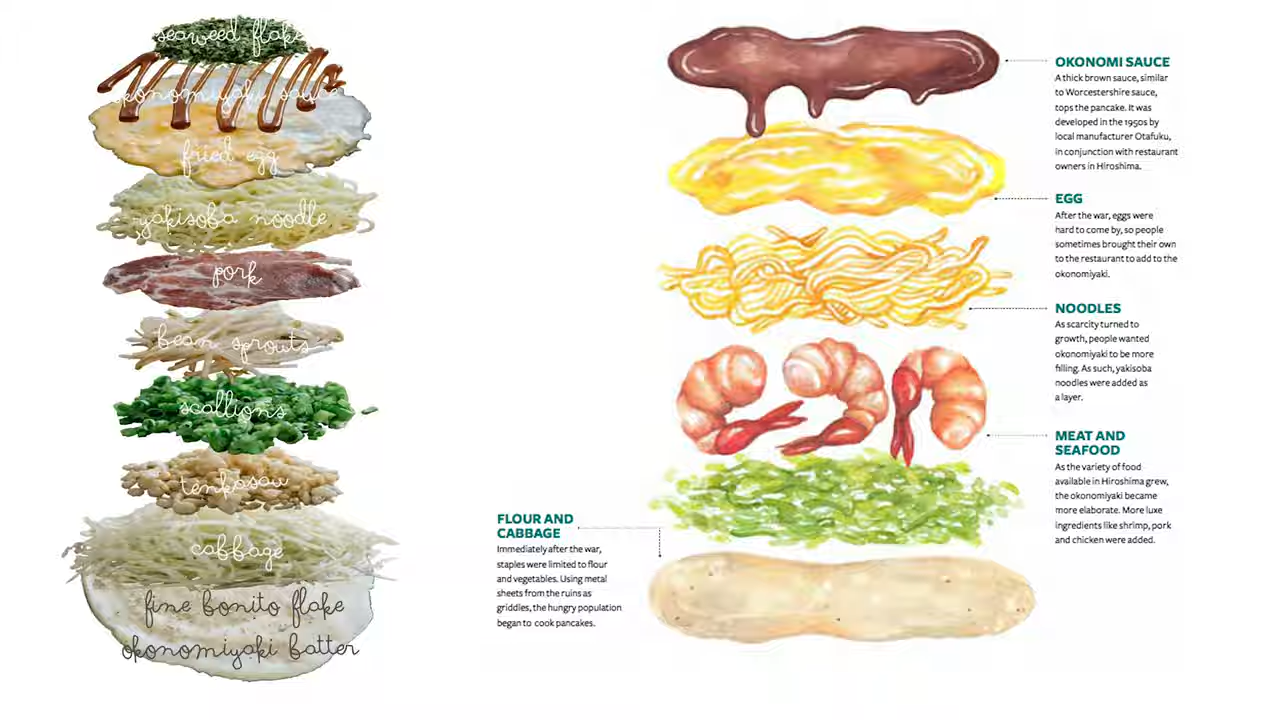 seaweed flake
okonomiyaki sauce
fried egg
yakisoba noodle
pork
bean sprouts
scallions
tenkasou
cabbage
fine bonito flake
okonomiyaki batter
OKONOMI SAUCE
A thick brown sauce, similar
to Worcestershire sauce,
tops the pancake. It was
developed in the 1950s by
local manufacturer Otafuku,
in conjunction with restaurant
owners in Hiroshima.
EGG
After the war, eggs were
hard to come by, so people
sometimes brought their own
to the restaurant to add to the
okonomiyaki.
NOODLES
As scarcity turned to
growth, people wanted
okonomiyaki to be more
filling. As such, yakisoba
noodles were added as
a layer.
MEAT AND
SEAFOOD
As the variety of food
available in Hiroshima grew,
the okonomiyaki became
more elaborate. More luxe
ingredients like shrimp, pork
and chicken were added.
FLOUR AND
CABBAGE
Immediately after the war,
staples were limited to flour
and vegetables. Using metal
sheets from the ruins as
griddles, the hungry population
began to cook pancakes.